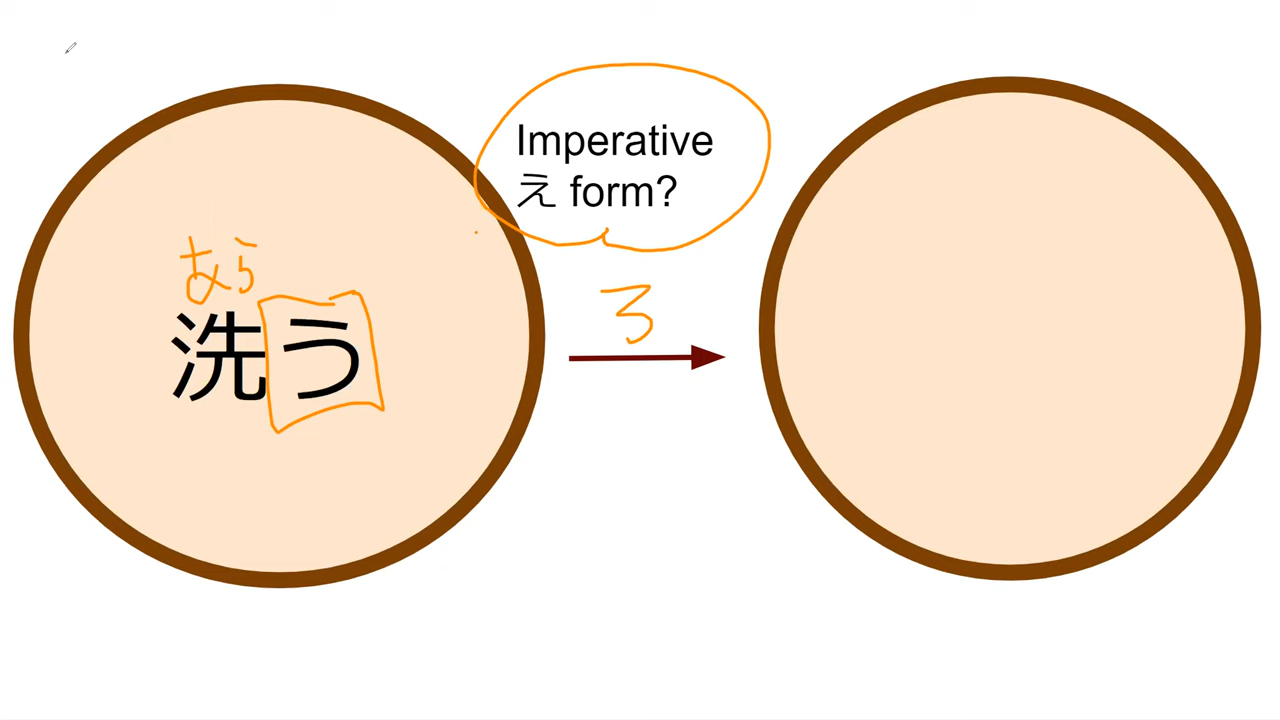 あら
洗う
Imperative
え form?
ろ